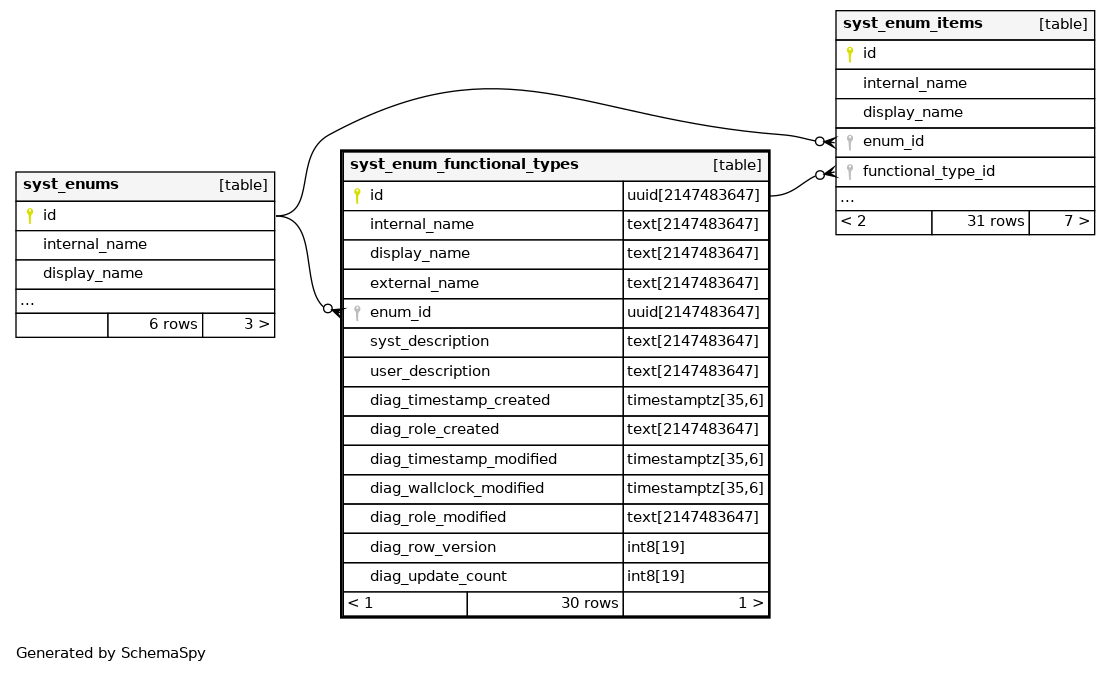 syst_enum_items [table]
id
internal_name
display_name
enum_id
functional_type_id
...
< 2 31 rows 7 >
syst_enum_functional_types [table]
id uuid[2147483647]
internal_name text[2147483647]
display_name text[2147483647]
external_name text[2147483647]
enum_id uuid[2147483647]
syst_description text[2147483647]
user_description text[2147483647]
diag_timestamp_created timestamptz[35,6]
diag_role_created text[2147483647]
diag_timestamp_modified timestamptz[35,6]
diag_wallclock_modified timestamptz[35,6]
diag_role_modified text[2147483647]
diag_row_version int8[19]
diag_update_count int8[19]
< 1 30 rows 1 >
syst_enums [table]
id
internal_name
display_name
...
6 rows 3 >
Generated by SchemaSpy